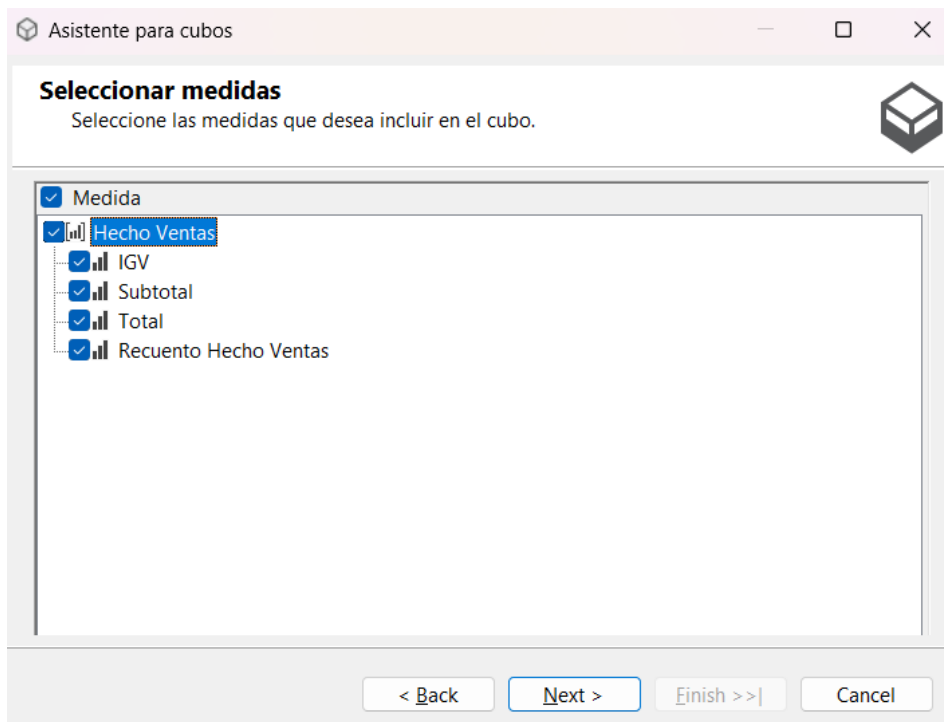 Asistente para cubos
Seleccionar medidas
Seleccione las medidas que desea incluir en el cubo.
Medida
Hecho Ventas
IGV
Subtotal
Total
Recuento Hecho Ventas
< Back Next > Finish >>| Cancel